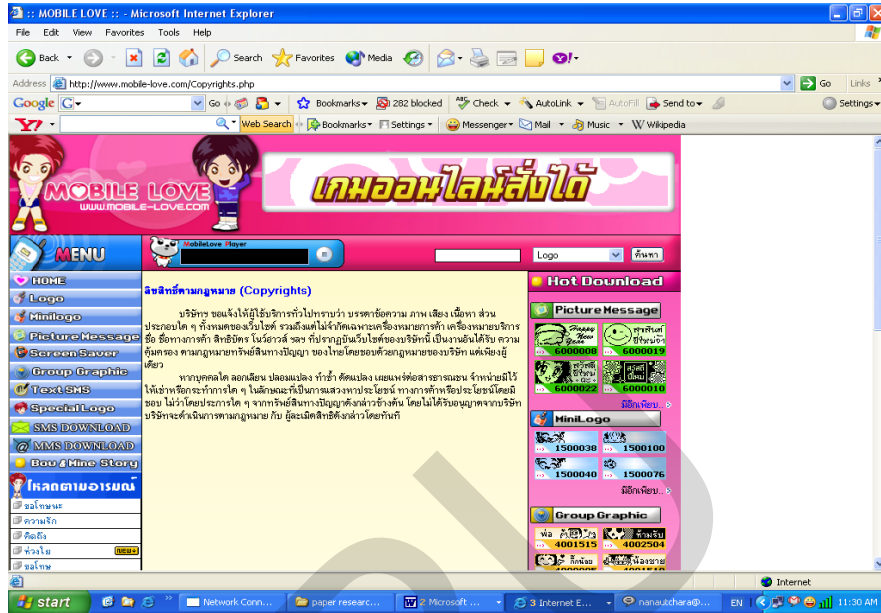 :: MOBILE LOVE :: - Microsoft Internet Explorer
File Edit View Favorites Tools Help
Back Search Favorites Media
Address http://www.mobile-love.com/Copyrights.php Go Links
Google G Go Bookmarks 282 blocked Check AutoLink AutoFill Send to Settings
Y! Web Search Bookmarks Settings Messenger Mail Music W Wikipedia
MOBILE LOVE
WWW.MOBILE-LOVE.COM
เกมออนไลน์สั่งได้
MENU
MobileLove Player
Logo ค้นหา
HOME
Logo
Minilogo
Picture Message
Screen Saver
Group Graphic
Text SMS
Special Logo
SMS DOWNLOAD
MMS DOWNLOAD
Boy & Mine Story
โหลดตามอารมณ์
ขอโทษนะ
ความรัก
คิดถึง
ห่วงใย NEW
ขอโทษ
ลิขสิทธิ์ตามกฎหมาย (Copyrights)
บริษัทฯ ขอแจ้งให้ผู้ใช้บริการทั่วไปทราบว่า บรรดาข้อความ ภาพ เสียง เนื้อหา ส่วน
ประกอบใด ๆ ทั้งหมดของเว็บไซต์ รวมถึงแต่ไม่จำกัดเฉพาะเครื่องหมายการค้า เครื่องหมายบริการ
ชื่อ ชื่อทางการค้า สิทธิบัตร โนว์ฮาวส์ ฯลฯ ที่ปรากฏบนเว็บไซต์ของบริษัทนี้ เป็นงานอันได้รับ ความ
คุ้มครอง ตามกฎหมายทรัพย์สินทางปัญญา ของไทยโดยชอบด้วยกฎหมายของบริษัท แต่เพียงผู้
เดียว
หากบุคคลใด ลอกเลียน ปลอมแปลง ทำซ้ำ ดัดแปลง เผยแพร่ต่อสาธารณชน จำหน่ายมีไว้
ให้เช่าหรือกระทำการใด ๆ ในลักษณะที่เป็นการแสวงหาประโยชน์ ทางการค้าหรือประโยชน์โดยมิ
ชอบ ไม่ว่าโดยประการใด ๆ จากทรัพย์สินทางปัญญาดังกล่าวข้างต้น โดยไม่ได้รับอนุญาตจากบริษัท
บริษัทจะดำเนินการตามกฎหมาย กับ ผู้ละเมิดสิทธิดังกล่าวโดยทันที
Hot Download
Picture Message
Happy New Year
6000008 6000019
6000022 6000010
มีอีกเพียบ..
MiniLogo
1500038 1500100
1500040 1500076
มีอีกเพียบ..
Group Graphic
4001515 4002504
Internet
start Network Conn... paper researc... 2 Microsoft ... 3 Internet E... nanautchara@... EN 11:30 AM